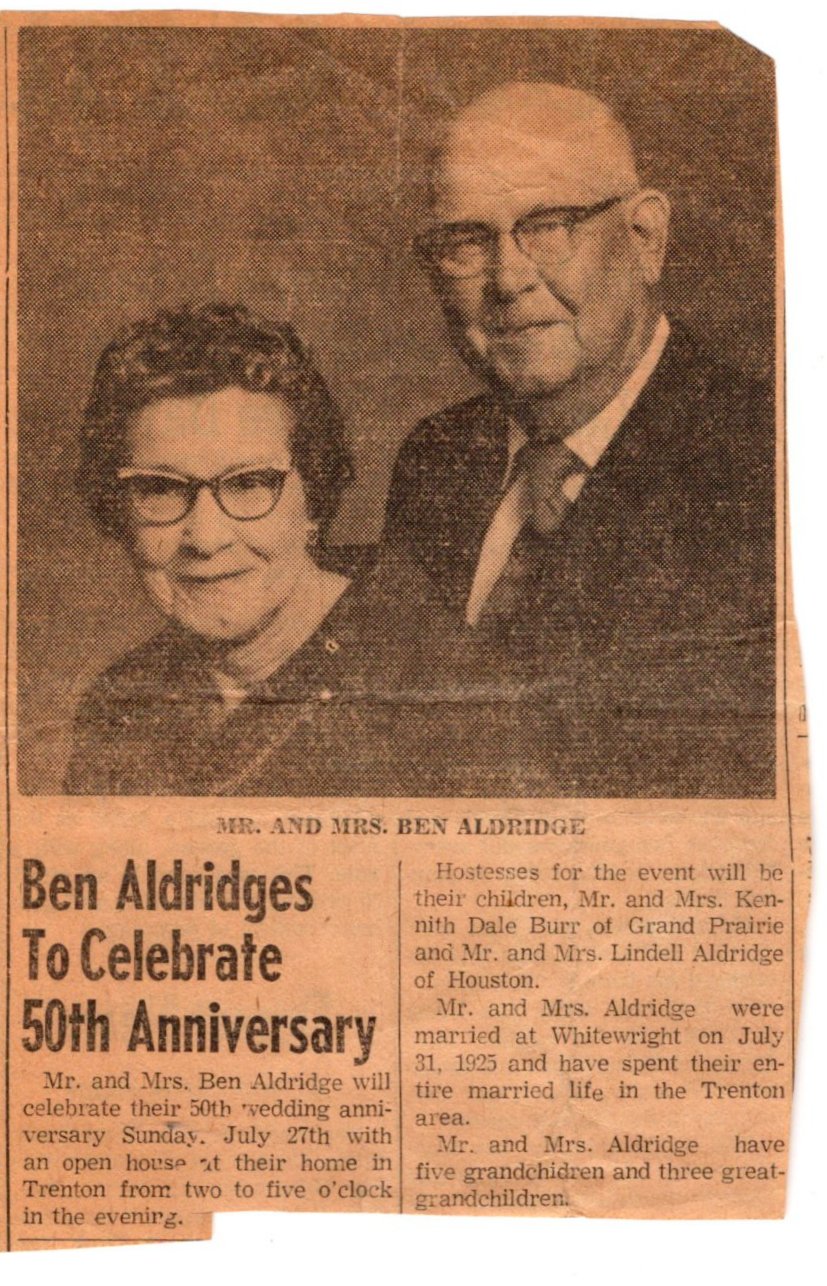 MR. AND MRS. BEN ALDRIDGE
Ben Aldridges
To Celebrate
50th Anniversary
Mr. and Mrs. Ben Aldridge will
celebrate their 50th wedding anni-
versary Sunday, July 27th with
an open house at their home in
Trenton from two to five o'clock
in the evening.
Hostesses for the event will be
their children, Mr. and Mrs. Ken-
nith Dale Burr of Grand Prairie
and Mr. and Mrs. Lindell Aldridge
of Houston.
Mr. and Mrs. Aldridge were
married at Whitewright on July
31, 1925 and have spent their en-
tire married life in the Trenton
area.
Mr. and Mrs. Aldridge have
five grandchidren and three great-
grandchildren.